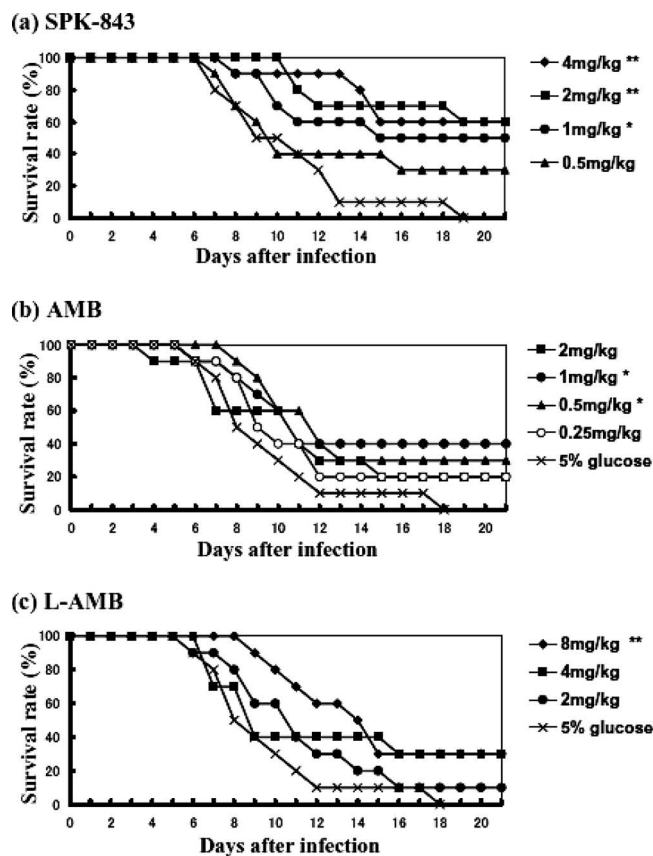 (a) SPK-843
Survival rate (%)
100
80
60
40
20
0
0 2 4 6 8 10 12 14 16 18 20
Days after infection
4mg/kg **
2mg/kg **
1mg/kg *
0.5mg/kg
(b) AMB
Survival rate (%)
100
80
60
40
20
0
0 2 4 6 8 10 12 14 16 18 20
Days after infection
2mg/kg
1mg/kg *
0.5mg/kg *
0.25mg/kg
5% glucose
(c) L-AMB
Survival rate (%)
100
80
60
40
20
0
0 2 4 6 8 10 12 14 16 18 20
Days after infection
8mg/kg **
4mg/kg
2mg/kg
5% glucose